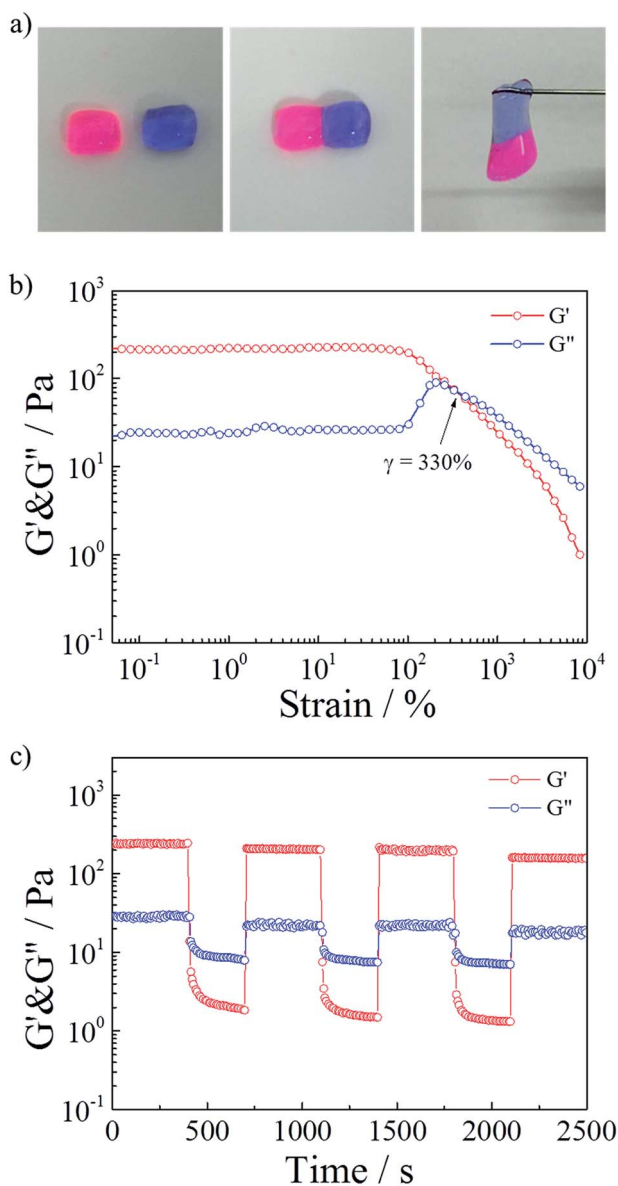 a)
b)
10³
10²
10¹
10⁰
10⁻¹
G'&G" / Pa
G'
G"
γ = 330%
10⁻¹ 10⁰ 10¹ 10² 10³ 10⁴
Strain / %
c)
10³
10²
10¹
10⁰
10⁻¹
G'&G" / Pa
G'
G"
0 500 1000 1500 2000 2500
Time / s